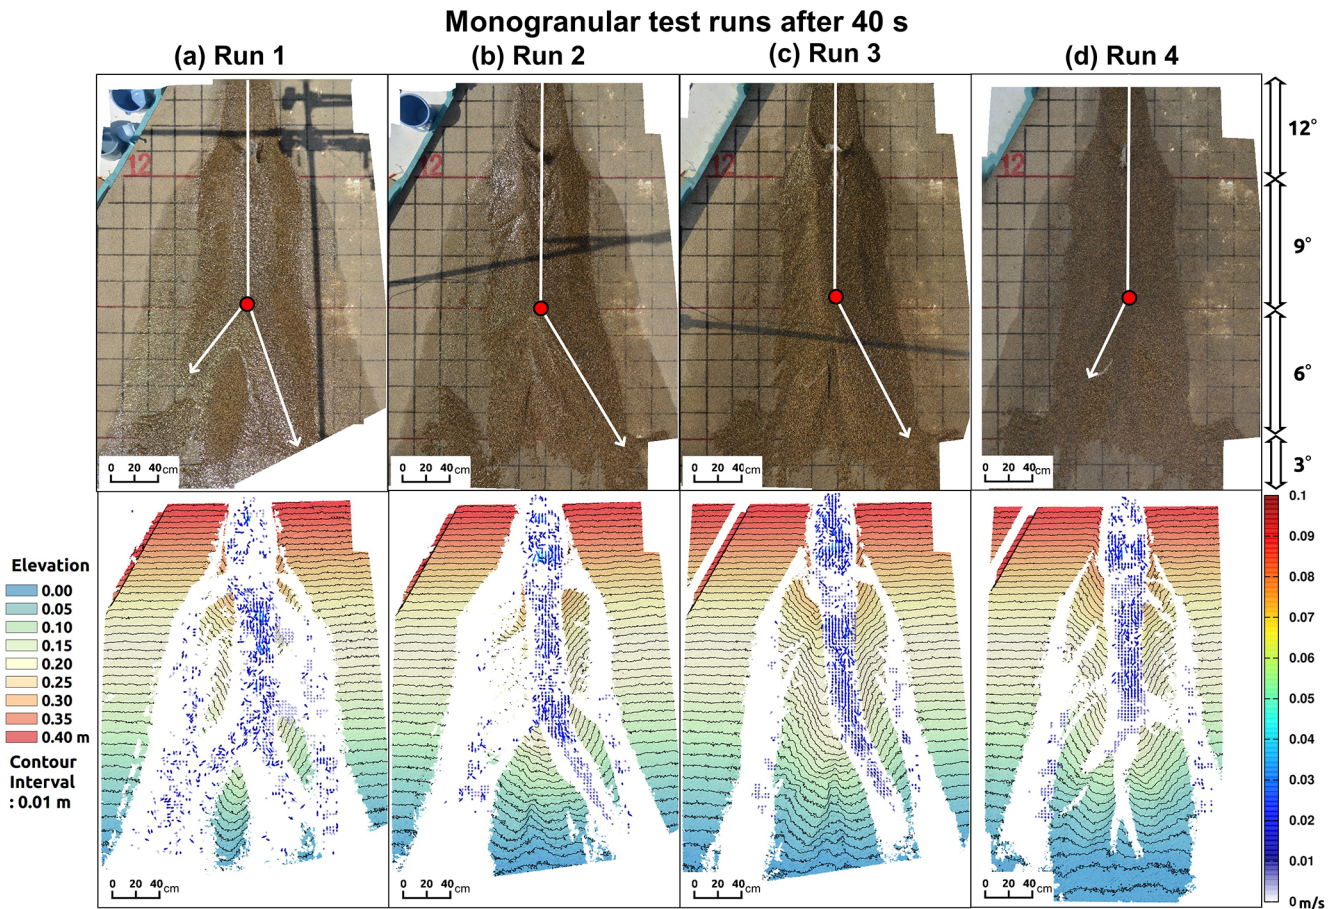 Monogranular test runs after 40 s
(a) Run 1
(b) Run 2
(c) Run 3
(d) Run 4
12
12
12
12°
9°
6°
3°
0 20 40cm
0 20 40cm
0 20 40cm
0 20 40cm
Elevation
0.00
0.05
0.10
0.15
0.20
0.25
0.30
0.35
0.40 m
Contour
Interval
: 0.01 m
0 20 40cm
0 20 40cm
0 20 40cm
0 20 40cm
0.1
0.09
0.08
0.07
0.06
0.05
0.04
0.03
0.02
0.01
0 m/s